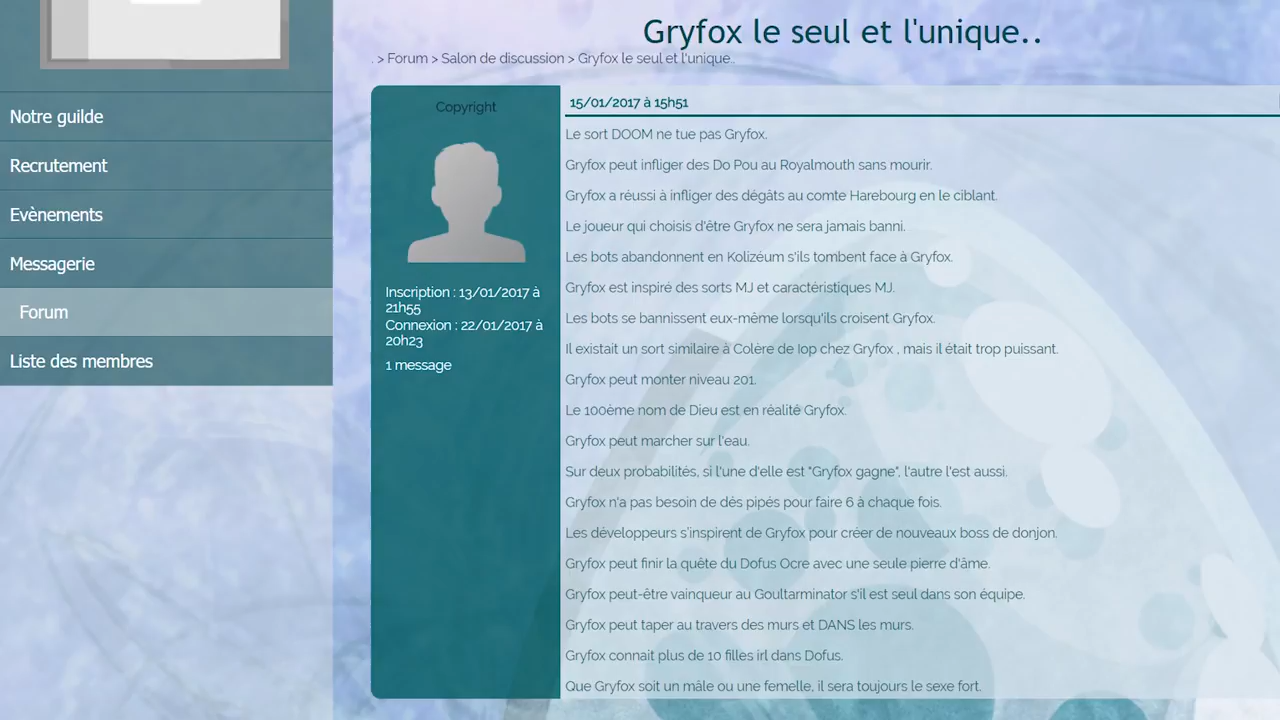 Gryfox le seul et l'unique..
. > Forum > Salon de discussion > Gryfox le seul et l'unique..
Notre guilde
Recrutement
Evènements
Messagerie
Forum
Liste des membres
Copyright
Inscription : 13/01/2017 à
21h55
Connexion : 22/01/2017 à
20h23
1 message
15/01/2017 à 15h51
Le sort DOOM ne tue pas Gryfox.
Gryfox peut infliger des Do Pou au Royalmouth sans mourir.
Gryfox a réussi à infliger des dégâts au comte Harebourg en le ciblant.
Le joueur qui choisis d'être Gryfox ne sera jamais banni.
Les bots abandonnent en Kolizéum s'ils tombent face à Gryfox.
Gryfox est inspiré des sorts MJ et caractéristiques MJ.
Les bots se bannissent eux-même lorsqu'ils croisent Gryfox.
Il existait un sort similaire à Colère de Iop chez Gryfox , mais il était trop puissant.
Gryfox peut monter niveau 201.
Le 100ème nom de Dieu est en réalité Gryfox.
Gryfox peut marcher sur l'eau.
Sur deux probabilités, si l'une d'elle est "Gryfox gagne", l'autre l'est aussi.
Gryfox n'a pas besoin de dés pipés pour faire 6 à chaque fois.
Les développeurs s'inspirent de Gryfox pour créer de nouveaux boss de donjon.
Gryfox peut finir la quête du Dofus Ocre avec une seule pierre d'âme.
Gryfox peut-être vainqueur au Goultarminator s'il est seul dans son équipe.
Gryfox peut taper au travers des murs et DANS les murs.
Gryfox connait plus de 10 filles irl dans Dofus.
Que Gryfox soit un mâle ou une femelle, il sera toujours le sexe fort.